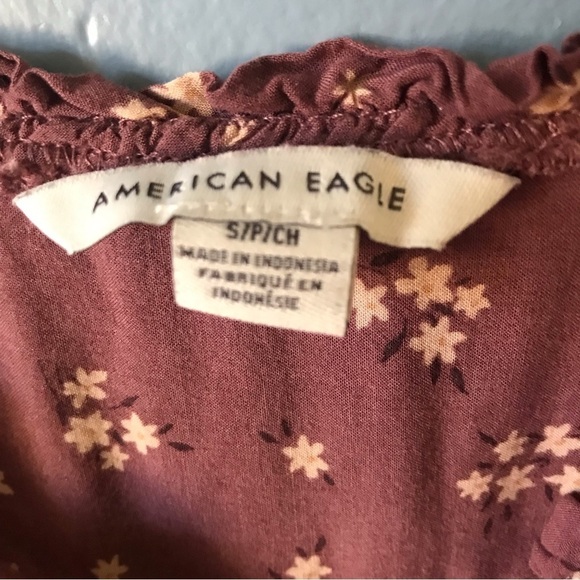 AMERICAN EAGLE
S/P/CH
MADE IN INDONESIA
FABRIQUÉ EN
INDONÉSIE